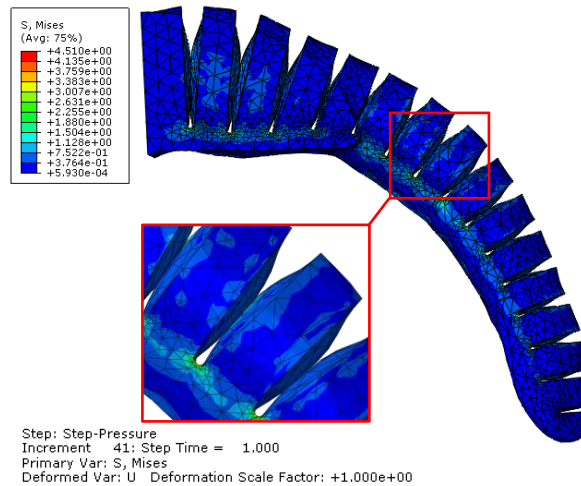 S, Mises
(Avg: 75%)
+4.510e+00
+4.135e+00
+3.759e+00
+3.383e+00
+3.007e+00
+2.631e+00
+2.255e+00
+1.880e+00
+1.504e+00
+1.128e+00
+7.522e-01
+3.764e-01
+5.930e-04
Step: Step-Pressure
Increment 41: Step Time = 1.000
Primary Var: S, Mises
Deformed Var: U Deformation Scale Factor: +1.000e+00